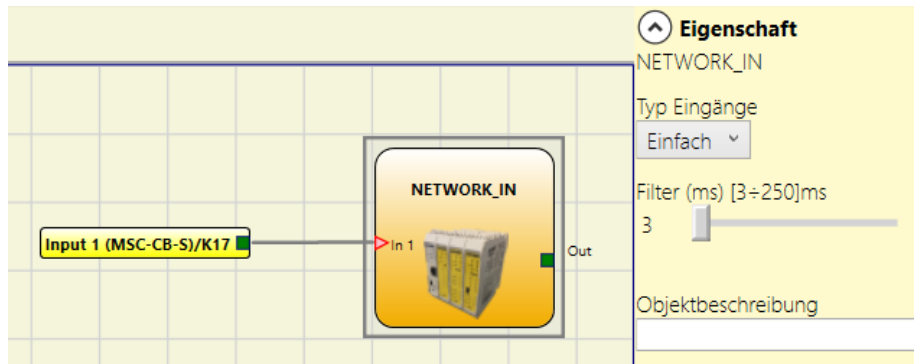 Eigenschaft
NETWORK_IN
Typ Eingänge
Einfach
Filter (ms) [3÷250]ms
3
Objektbeschreibung
NETWORK_IN
Input 1 (MSC-CB-S)/K17
In 1
Out